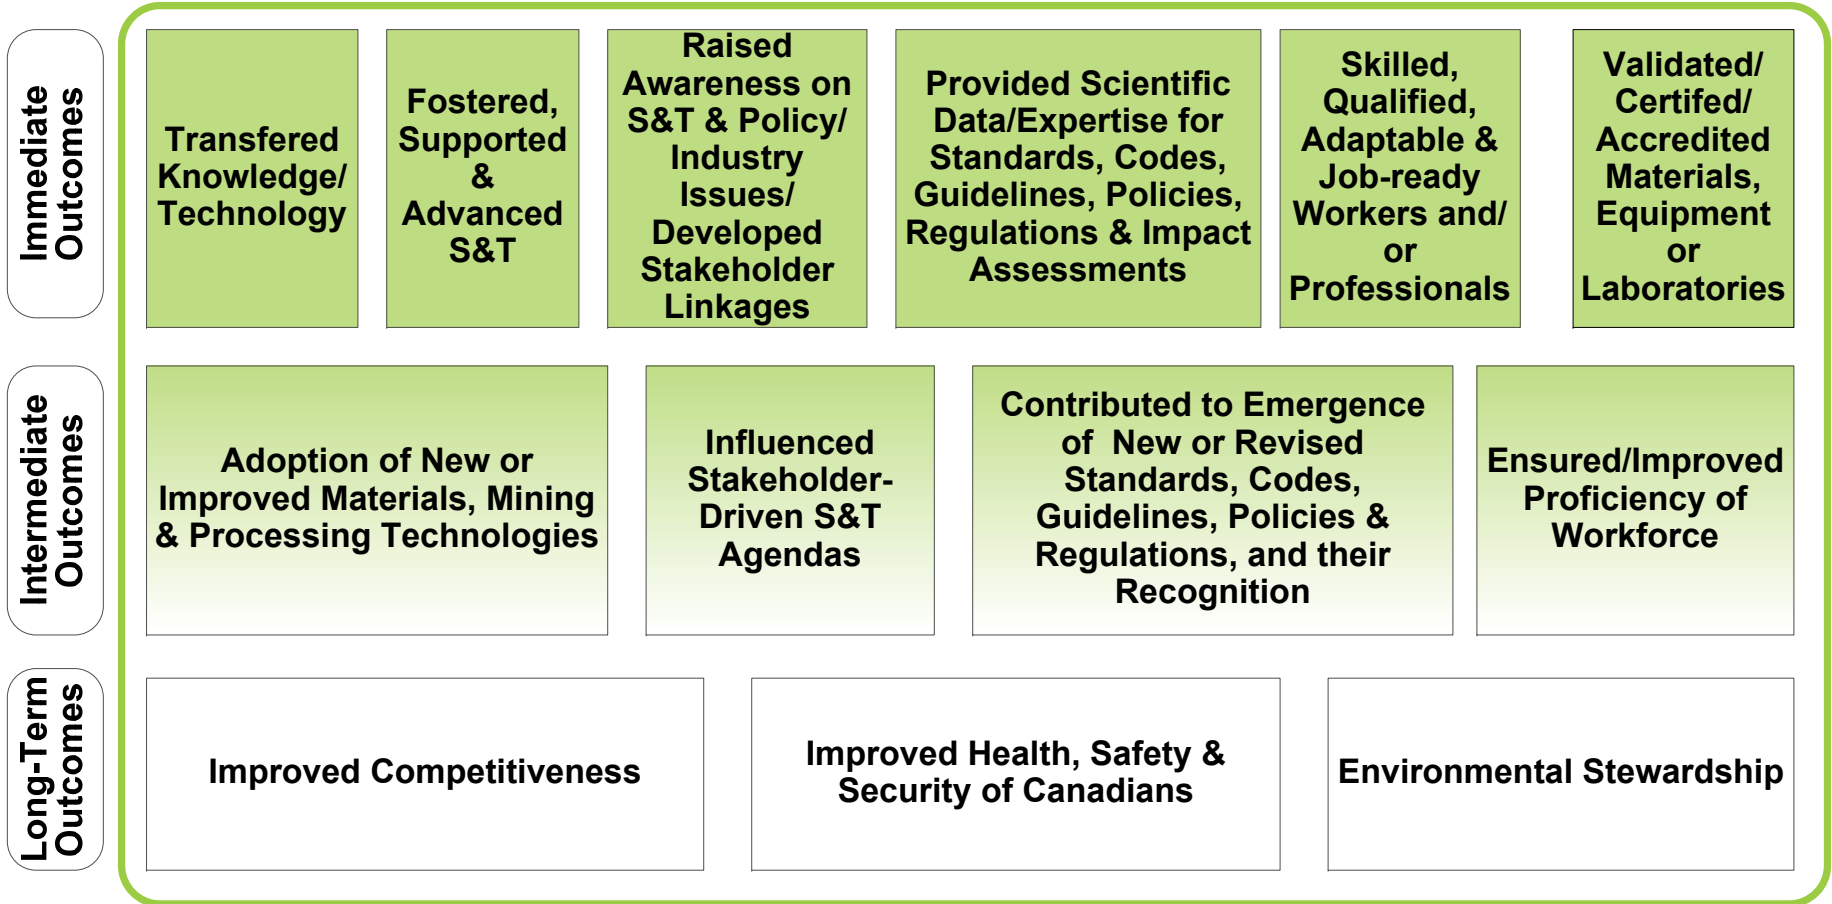 Immediate
Outcomes
Transfered
Knowledge/
Technology
Fostered,
Supported
&
Advanced
S&T
Raised
Awareness on
S&T & Policy/
Industry
Issues/
Developed
Stakeholder
Linkages
Provided Scientific
Data/Expertise for
Standards, Codes,
Guidelines, Policies,
Regulations & Impact
Assessments
Skilled,
Qualified,
Adaptable &
Job-ready
Workers and/
or
Professionals
Validated/
Certifed/
Accredited
Materials,
Equipment
or
Laboratories
Intermediate
Outcomes
Adoption of New or
Improved Materials, Mining
& Processing Technologies
Influenced
Stakeholder-
Driven S&T
Agendas
Contributed to Emergence
of New or Revised
Standards, Codes,
Guidelines, Policies &
Regulations, and their
Recognition
Ensured/Improved
Proficiency of
Workforce
Long-Term
Outcomes
Improved Competitiveness
Improved Health, Safety &
Security of Canadians
Environmental Stewardship